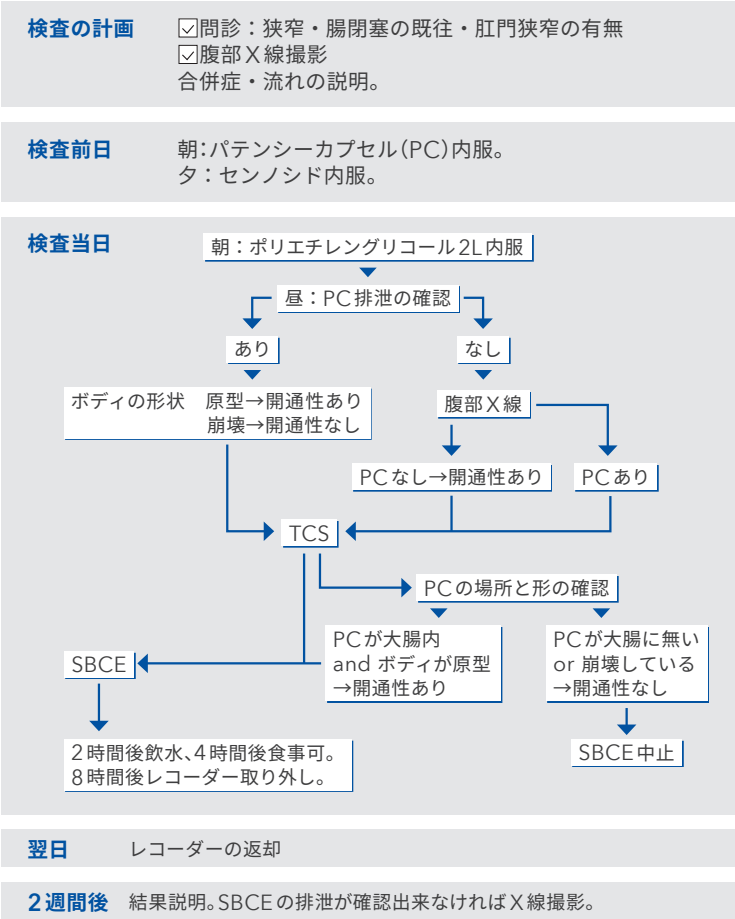 検査の計画 ☑問診：狭窄・腸閉塞の既往・肛門狭窄の有無
☑腹部X線撮影
合併症・流れの説明。
検査前日 朝：パテンシーカプセル（PC）内服。
夕：センノシド内服。
検査当日
朝：ポリエチレングリコール2L内服
昼：PC排泄の確認
あり
なし
ボディの形状 原型→開通性あり
崩壊→開通性なし
腹部X線
PCなし→開通性あり
PCあり
TCS
PCの場所と形の確認
SBCE
PCが大腸内
and ボディが原型
→開通性あり
PCが大腸に無い
or 崩壊している
→開通性なし
2時間後飲水、4時間後食事可。
8時間後レコーダー取り外し。
SBCE中止
翌日 レコーダーの返却
2週間後 結果説明。SBCEの排泄が確認出来なければX線撮影。